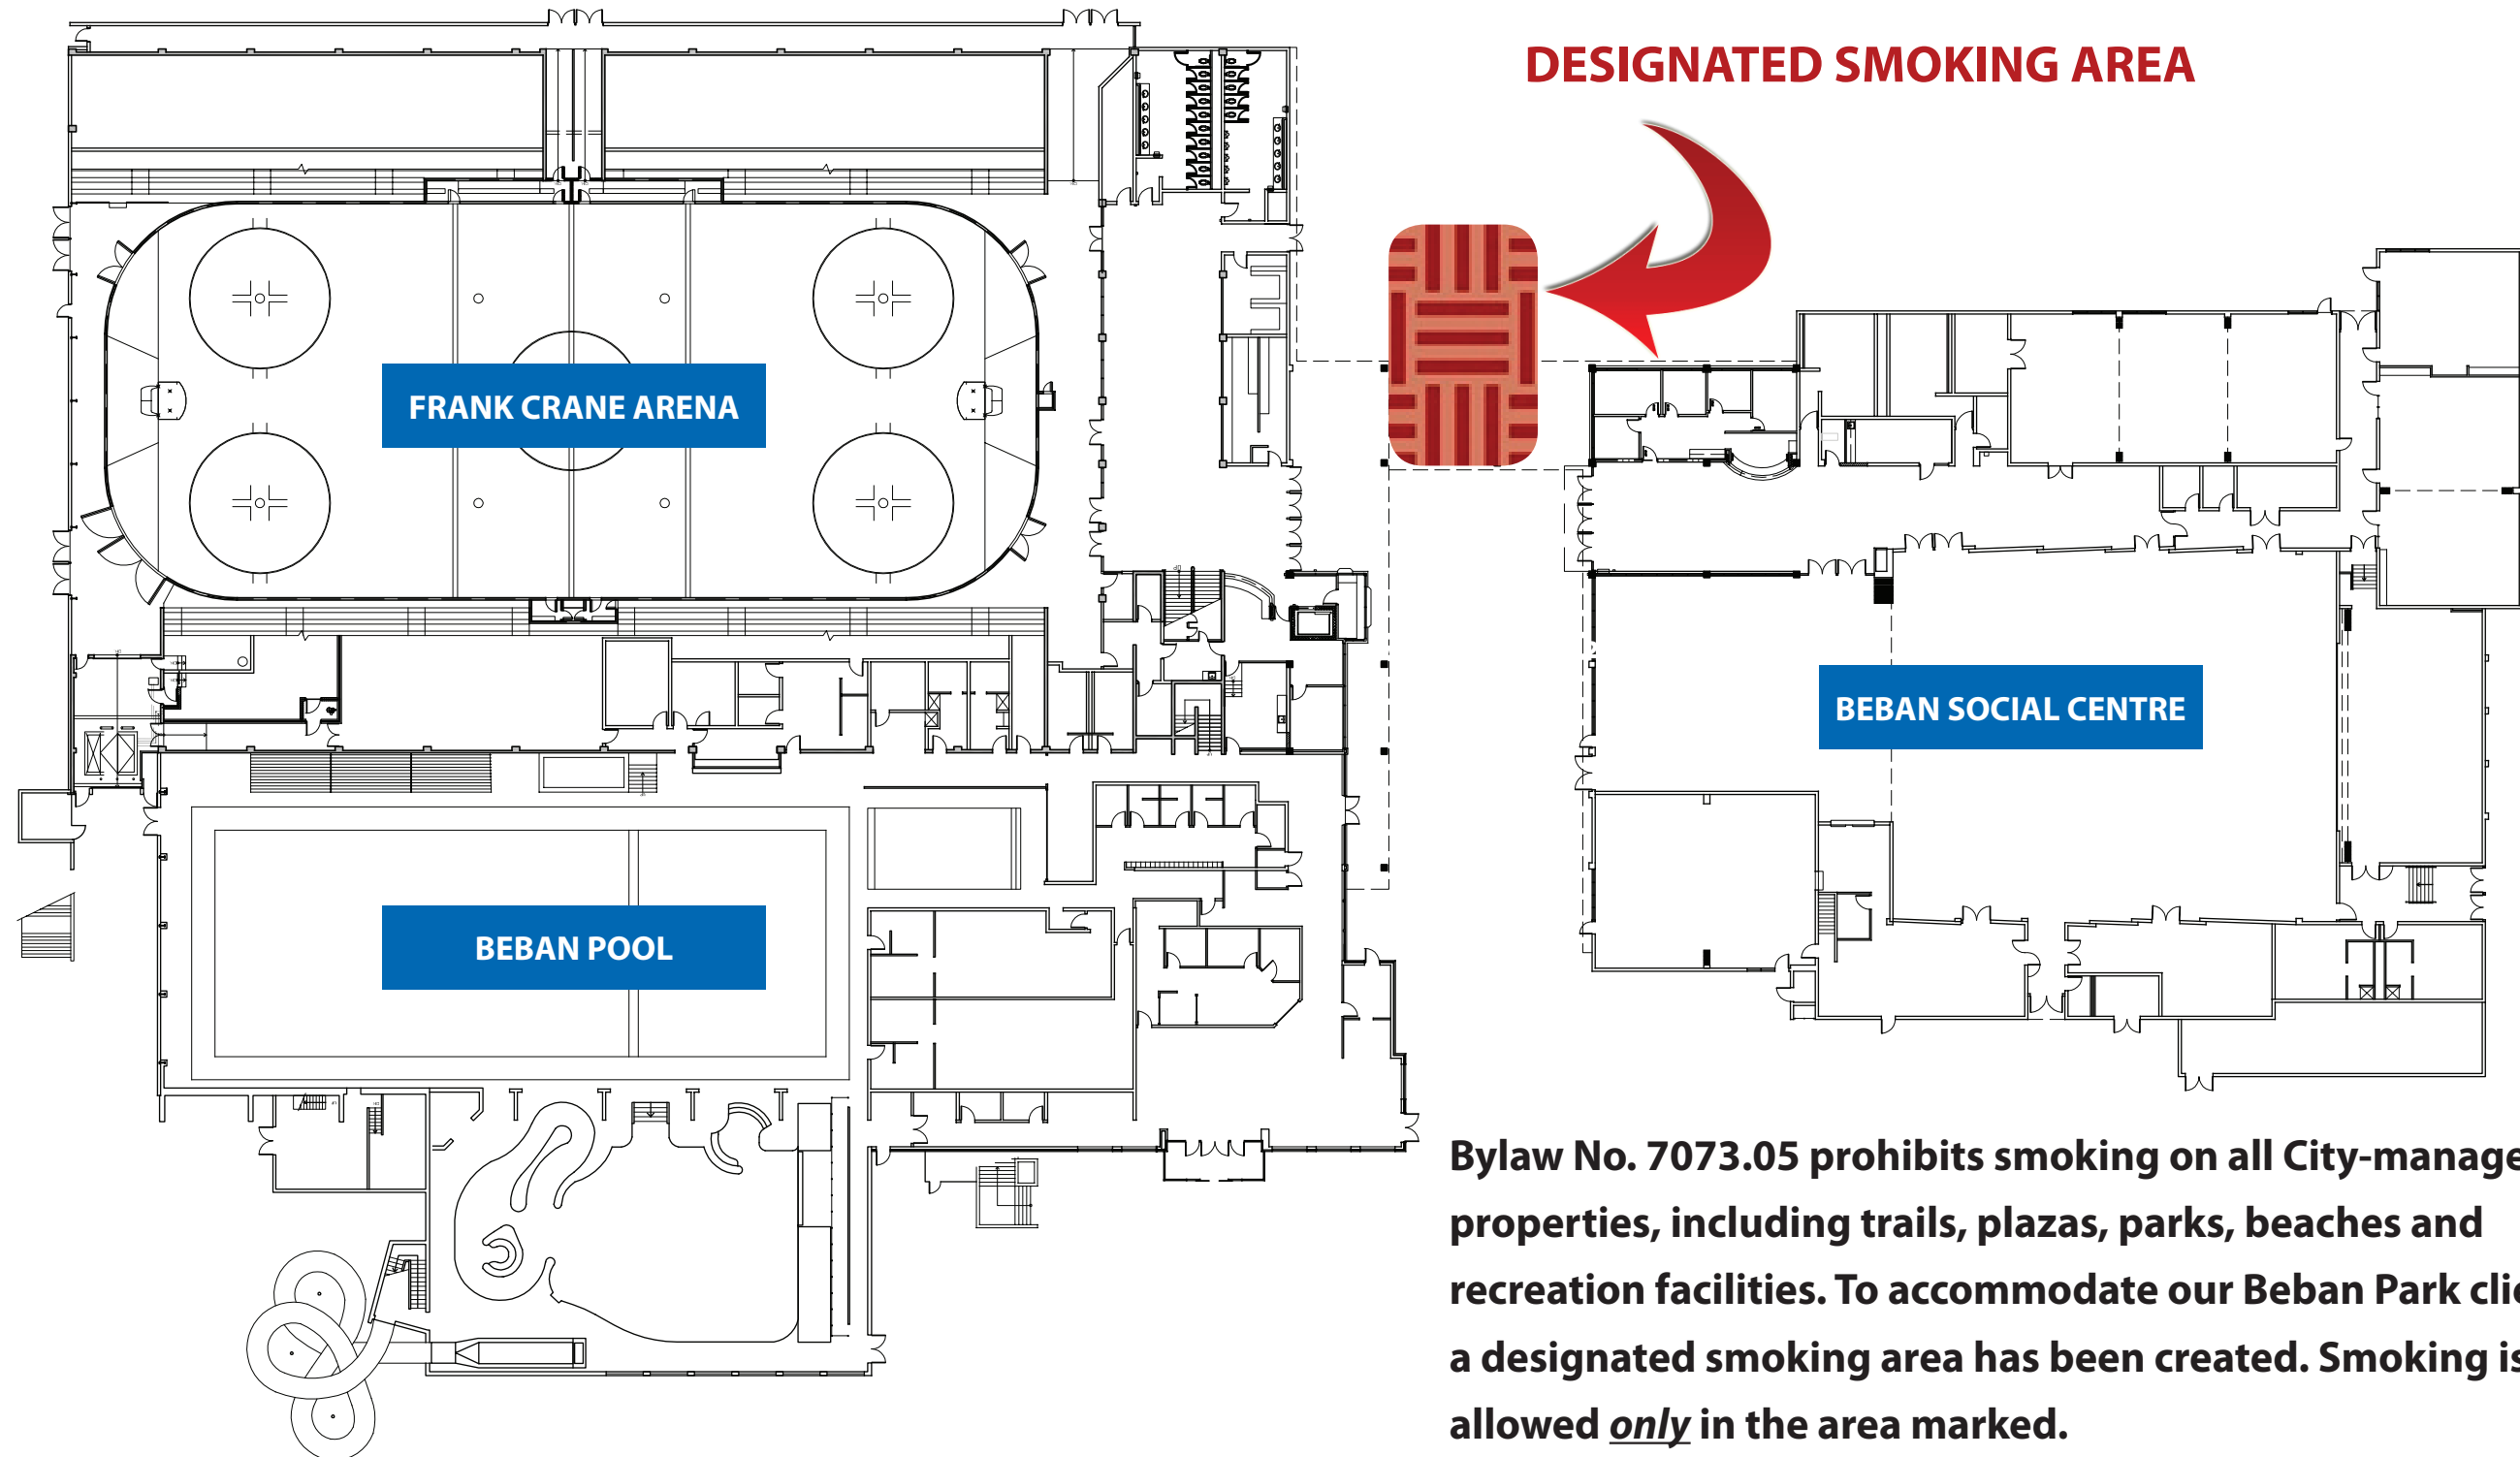 DESIGNATED SMOKING AREA
FRANK CRANE ARENA
BEBAN SOCIAL CENTRE
BEBAN POOL
Bylaw No. 7073.05 prohibits smoking on all City-manage
properties, including trails, plazas, parks, beaches and
recreation facilities. To accommodate our Beban Park clie
a designated smoking area has been created. Smoking is
allowed only in the area marked.